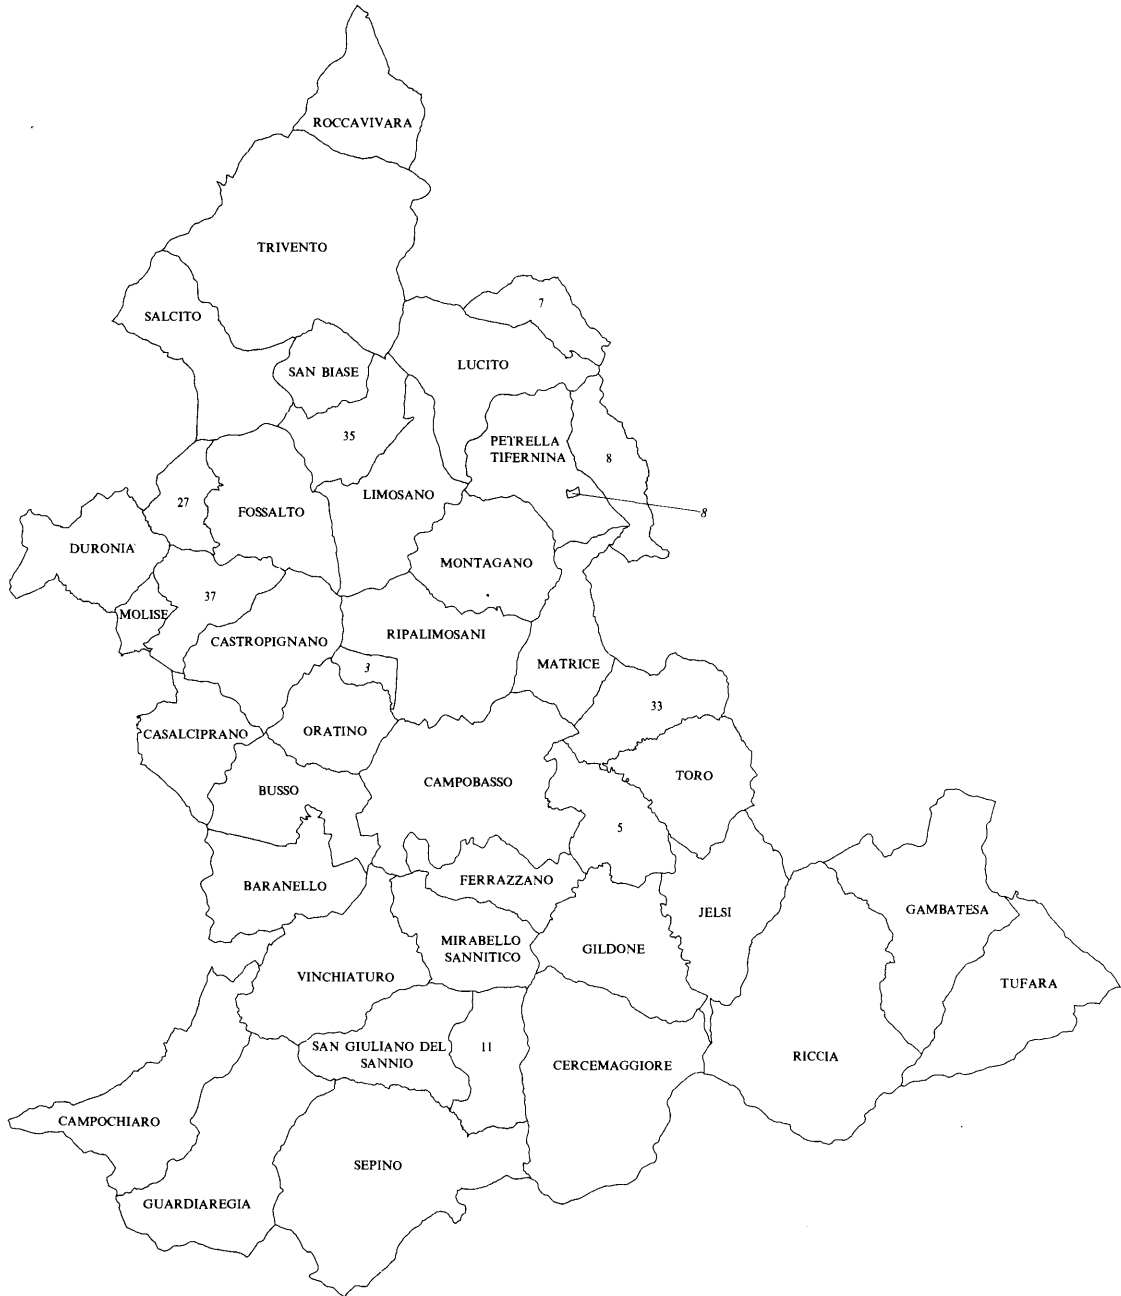 ROCCAVIVARA
TRIVENTO
7
SALCITO
LUCITO
SAN BIASE
35
PETRELLA
TIFERNINA
8
LIMOSANO
27
FOSSALTO
8
DURONIA
MONTAGANO
37
MOLISE
RIPALIMOSANI
CASTROPIGNANO
MATRICE
3
33
CASALCIPRANO
ORATINO
TORO
CAMPOBASSO
BUSSO
5
FERRAZZANO
BARANELLO
JELSI
GAMBATESA
MIRABELLO
SANNITICO
GILDONE
VINCHIATURO
TUFARA
SAN GIULIANO DEL
SANNIO
11
RICCIA
CERCEMAGGIORE
CAMPOCHIARO
SEPINO
GUARDIAREGIA